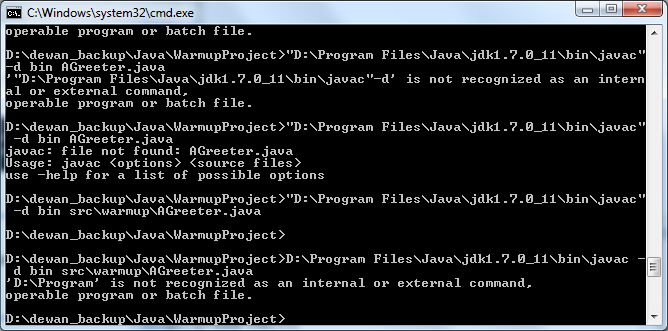 C:\Windows\system32\cmd.exe
operable program or batch file.
D:\dewan_backup\Java\WarmupProject>"D:\Program Files\Java\jdk1.7.0_11\bin\javac"
-d bin AGreeter.java
'"D:\Program Files\Java\jdk1.7.0_11\bin\javac"-d' is not recognized as an intern
al or external command,
operable program or batch file.
D:\dewan_backup\Java\WarmupProject>"D:\Program Files\Java\jdk1.7.0_11\bin\javac"
-d bin AGreeter.java
javac: file not found: AGreeter.java
Usage: javac <options> <source files>
use -help for a list of possible options
D:\dewan_backup\Java\WarmupProject>"D:\Program Files\Java\jdk1.7.0_11\bin\javac"
-d bin src\warmup\AGreeter.java
D:\dewan_backup\Java\WarmupProject>
D:\dewan_backup\Java\WarmupProject>D:\Program Files\Java\jdk1.7.0_11\bin\javac -
d bin src\warmup\AGreeter.java
'D:\Program' is not recognized as an internal or external command,
operable program or batch file.
D:\dewan_backup\Java\WarmupProject>